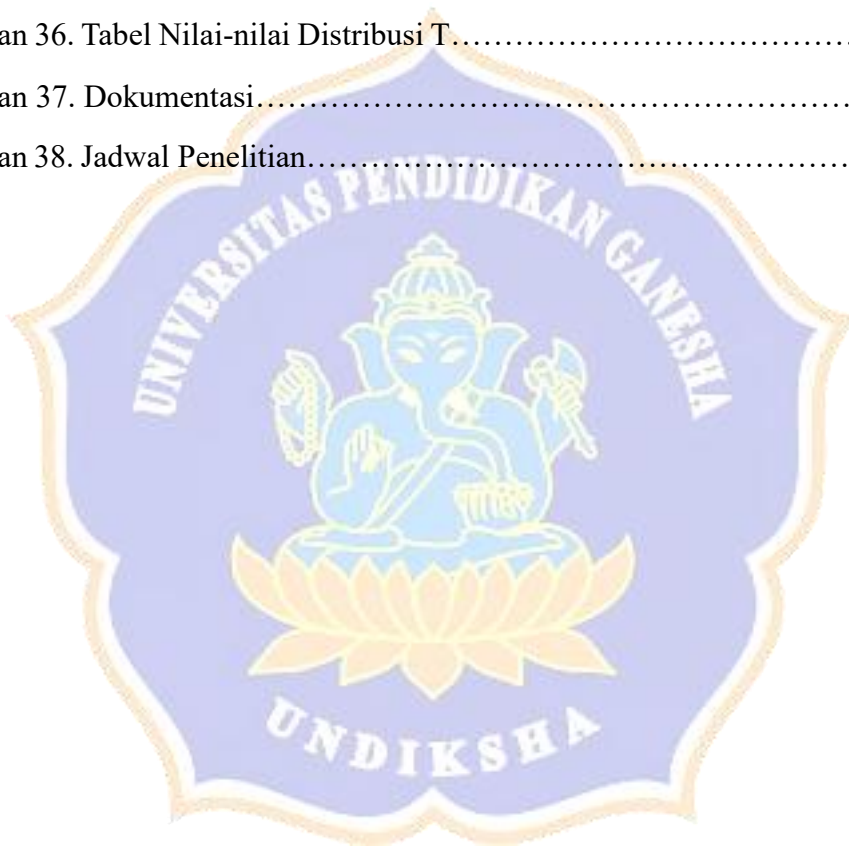 an 36. Tabel Nilai-nilai Distribusi T……………………………………
an 37. Dokumentasi……………………………………………………
an 38. Jadwal Penelitian………………………………………………
UNIVERSITAS PENDIDIKAN GANESHA
UNDIKSHA